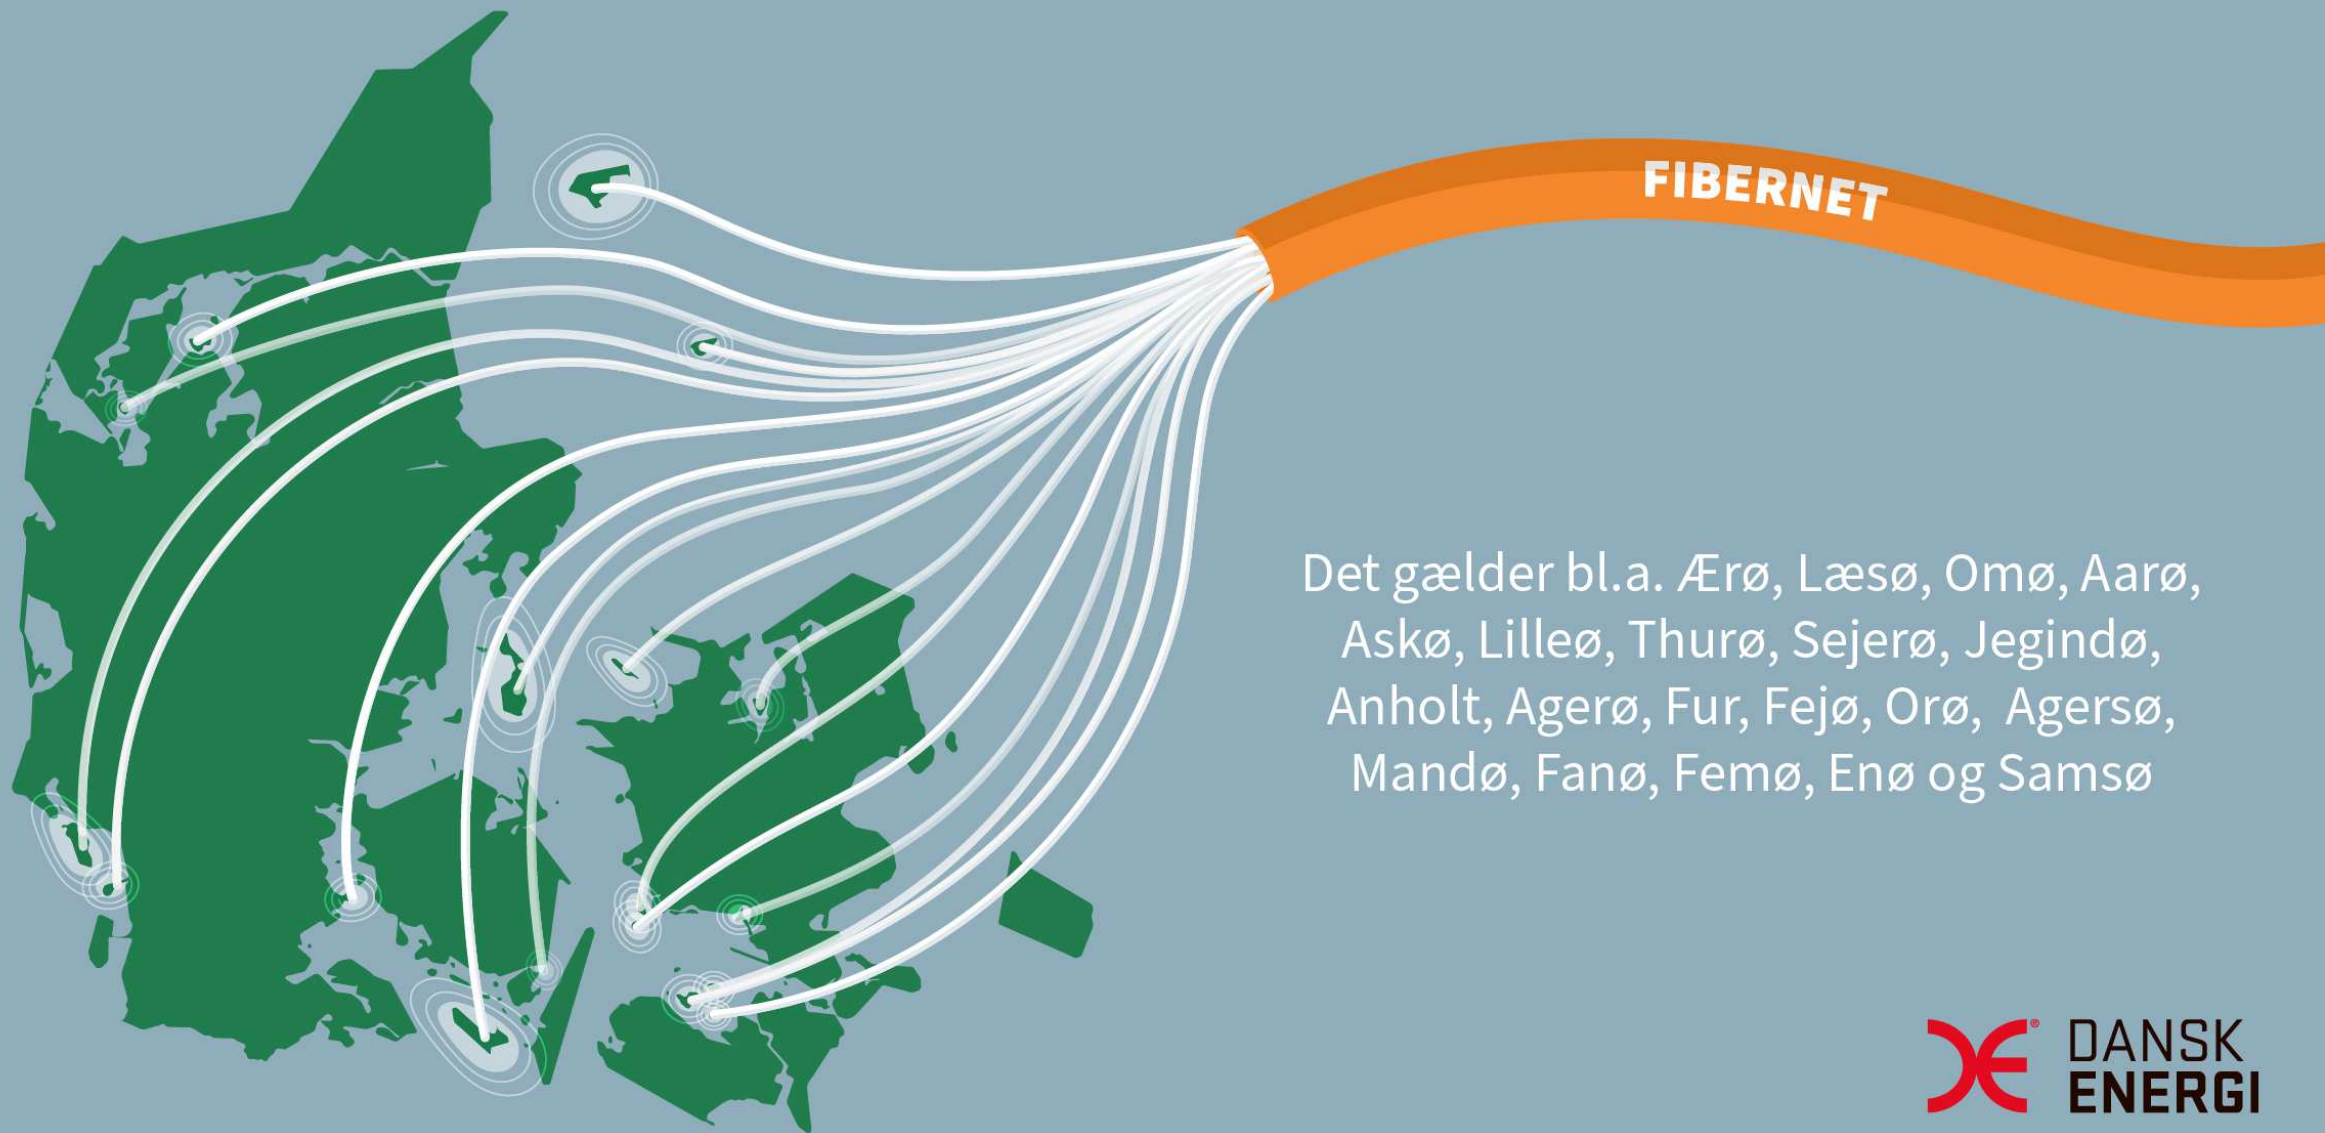 FIBERNET
Det gælder bl.a. Ærø, Læsø, Omø, Aarø,
Askø, Lilleø, Thurø, Sejerø, Jegindø,
Anholt, Agerø, Fur, Fejø, Orø, Agersø,
Mandø, Fanø, Femø, Enø og Samsø
DANSK
ENERGI